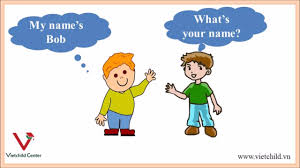 My name's
Bob
What's
your name?
Vietchild Center
www.vietchild.vn